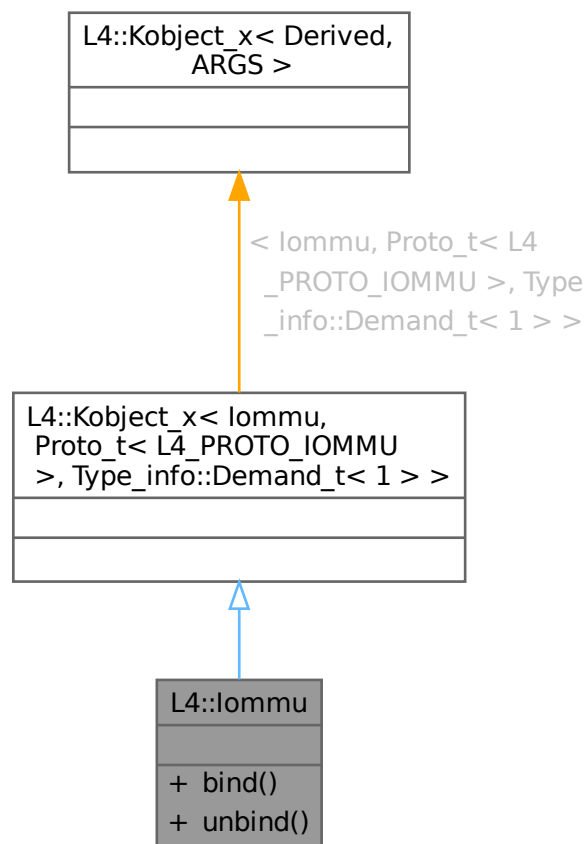 L4::Kobject_x< Derived,
ARGS >
< Iommu, Proto_t< L4
_PROTO_IOMMU >, Type
_info::Demand_t< 1 > >
L4::Kobject_x< Iommu,
Proto_t< L4_PROTO_IOMMU
>, Type_info::Demand_t< 1 > >
L4::Iommu
+ bind()
+ unbind()